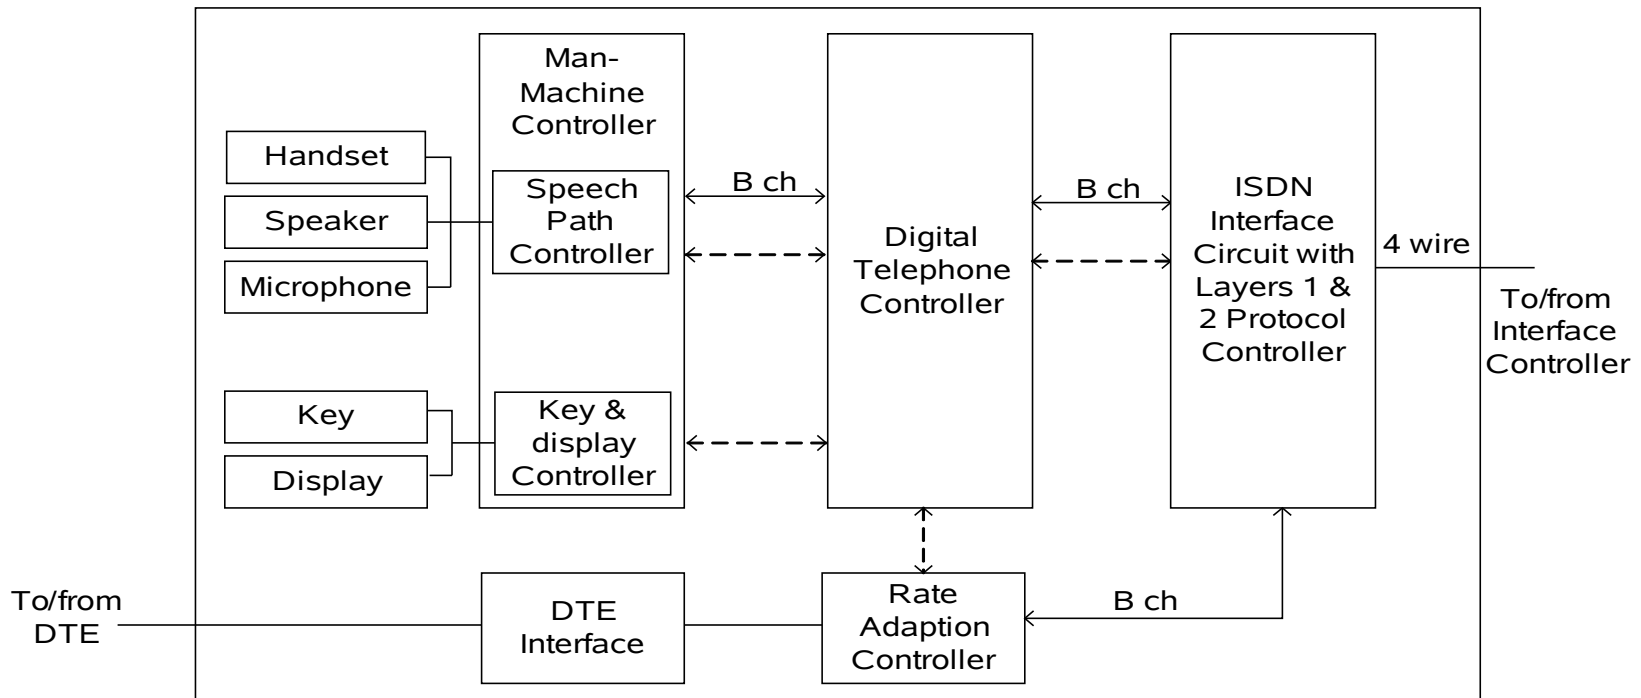 Man-
Machine
Controller
Handset
Speaker
Microphone
Speech
Path
Controller
B ch
Digital
Telephone
Controller
B ch
ISDN
Interface
Circuit with
Layers 1 &
2 Protocol
Controller
4 wire
To/from
Interface
Controller
Key
Display
Key &
display
Controller
To/from
DTE
DTE
Interface
Rate
Adaption
Controller
B ch